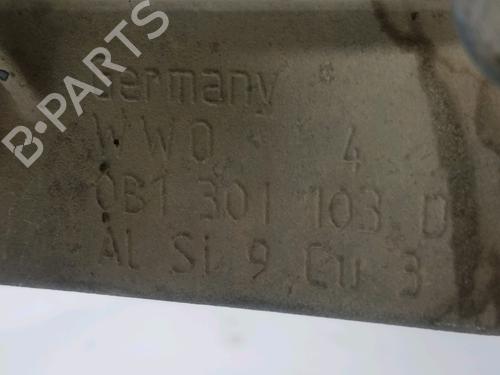 B-PARTS
Germany
WWO 4
0B1 301 103 D
AL Si 9 Cu 3